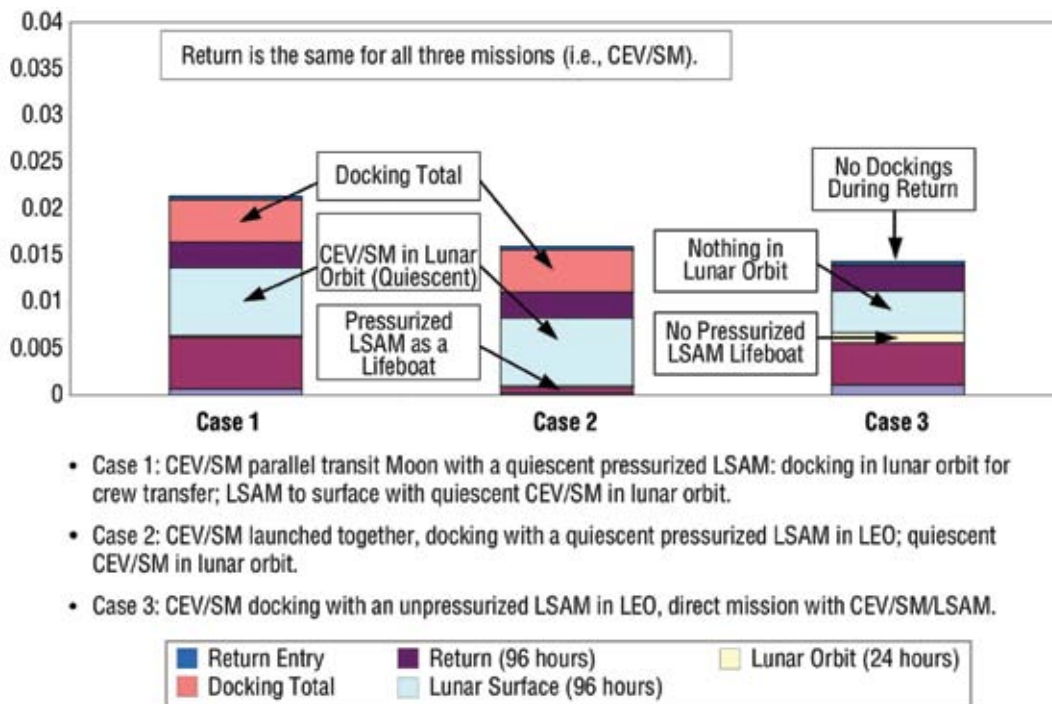 0.04
Return is the same for all three missions (i.e., CEV/SM).
0.035
0.03
0.025
0.02
0.015
0.01
0.005
0
Docking Total
CEV/SM in Lunar
Orbit (Quiescent)
Pressurized
LSAM as a
Lifeboat
No Dockings
During Return
Nothing in
Lunar Orbit
No Pressurized
LSAM Lifeboat
Case 1
Case 2
Case 3
• Case 1: CEV/SM parallel transit Moon with a quiescent pressurized LSAM: docking in lunar orbit for
crew transfer; LSAM to surface with quiescent CEV/SM in lunar orbit.
• Case 2: CEV/SM launched together, docking with a quiescent pressurized LSAM in LEO; quiescent
CEV/SM in lunar orbit.
• Case 3: CEV/SM docking with an unpressurized LSAM in LEO, direct mission with CEV/SM/LSAM.
Return Entry
Return (96 hours)
Lunar Orbit (24 hours)
Docking Total
Lunar Surface (96 hours)